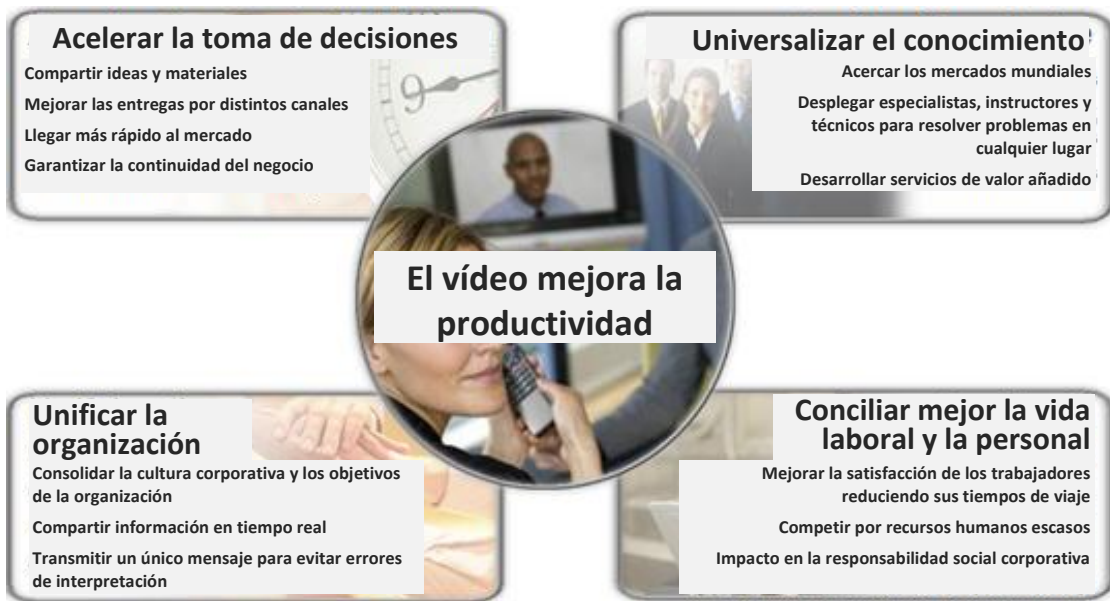 Acelerar la toma de decisiones
Compartir ideas y materiales
Mejorar las entregas por distintos canales
Llegar más rápido al mercado
Garantizar la continuidad del negocio
Universalizar el conocimiento
Acercar los mercados mundiales
Desplegar especialistas, instructores y
técnicos para resolver problemas en
cualquier lugar
Desarrollar servicios de valor añadido
9
El vídeo mejora la
productividad
Unificar la
organización
Consolidar la cultura corporativa y los objetivos
de la organización
Compartir información en tiempo real
Transmitir un único mensaje para evitar errores
de interpretación
Conciliar mejor la vida
laboral y la personal
Mejorar la satisfacción de los trabajadores
reduciendo sus tiempos de viaje
Competir por recursos humanos escasos
Impacto en la responsabilidad social corporativa